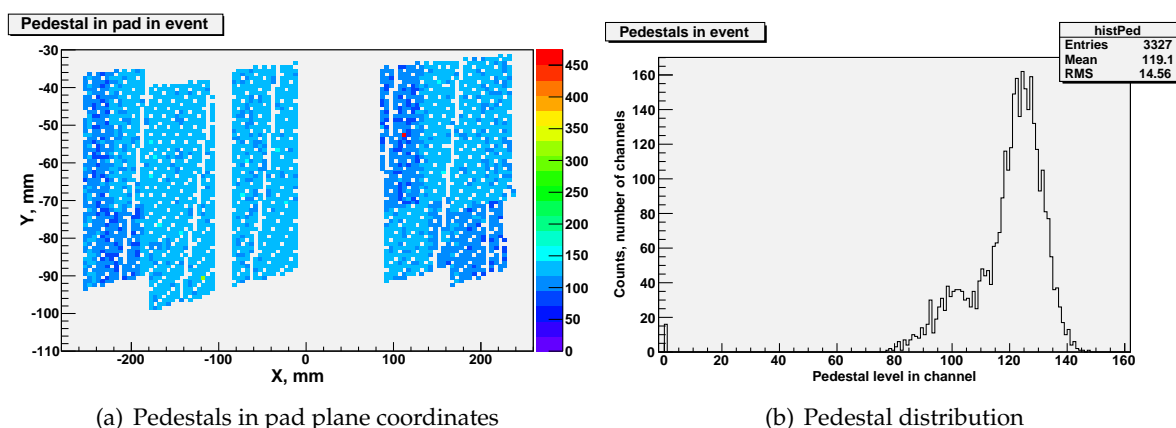 Pedestal in pad in event
Y, mm
-30
-40
-50
-60
-70
-80
-90
-100
-110
-200
-100
0
100
200
X, mm
450
400
350
300
250
200
150
100
50
0
(a) Pedestals in pad plane coordinates
Pedestals in event
histPed
Entries 3327
Mean 119.1
RMS 14.56
Counts, number of channels
160
140
120
100
80
60
40
20
0
0 20 40 60 80 100 120 140 160
Pedestal level in channel
(b) Pedestal distribution